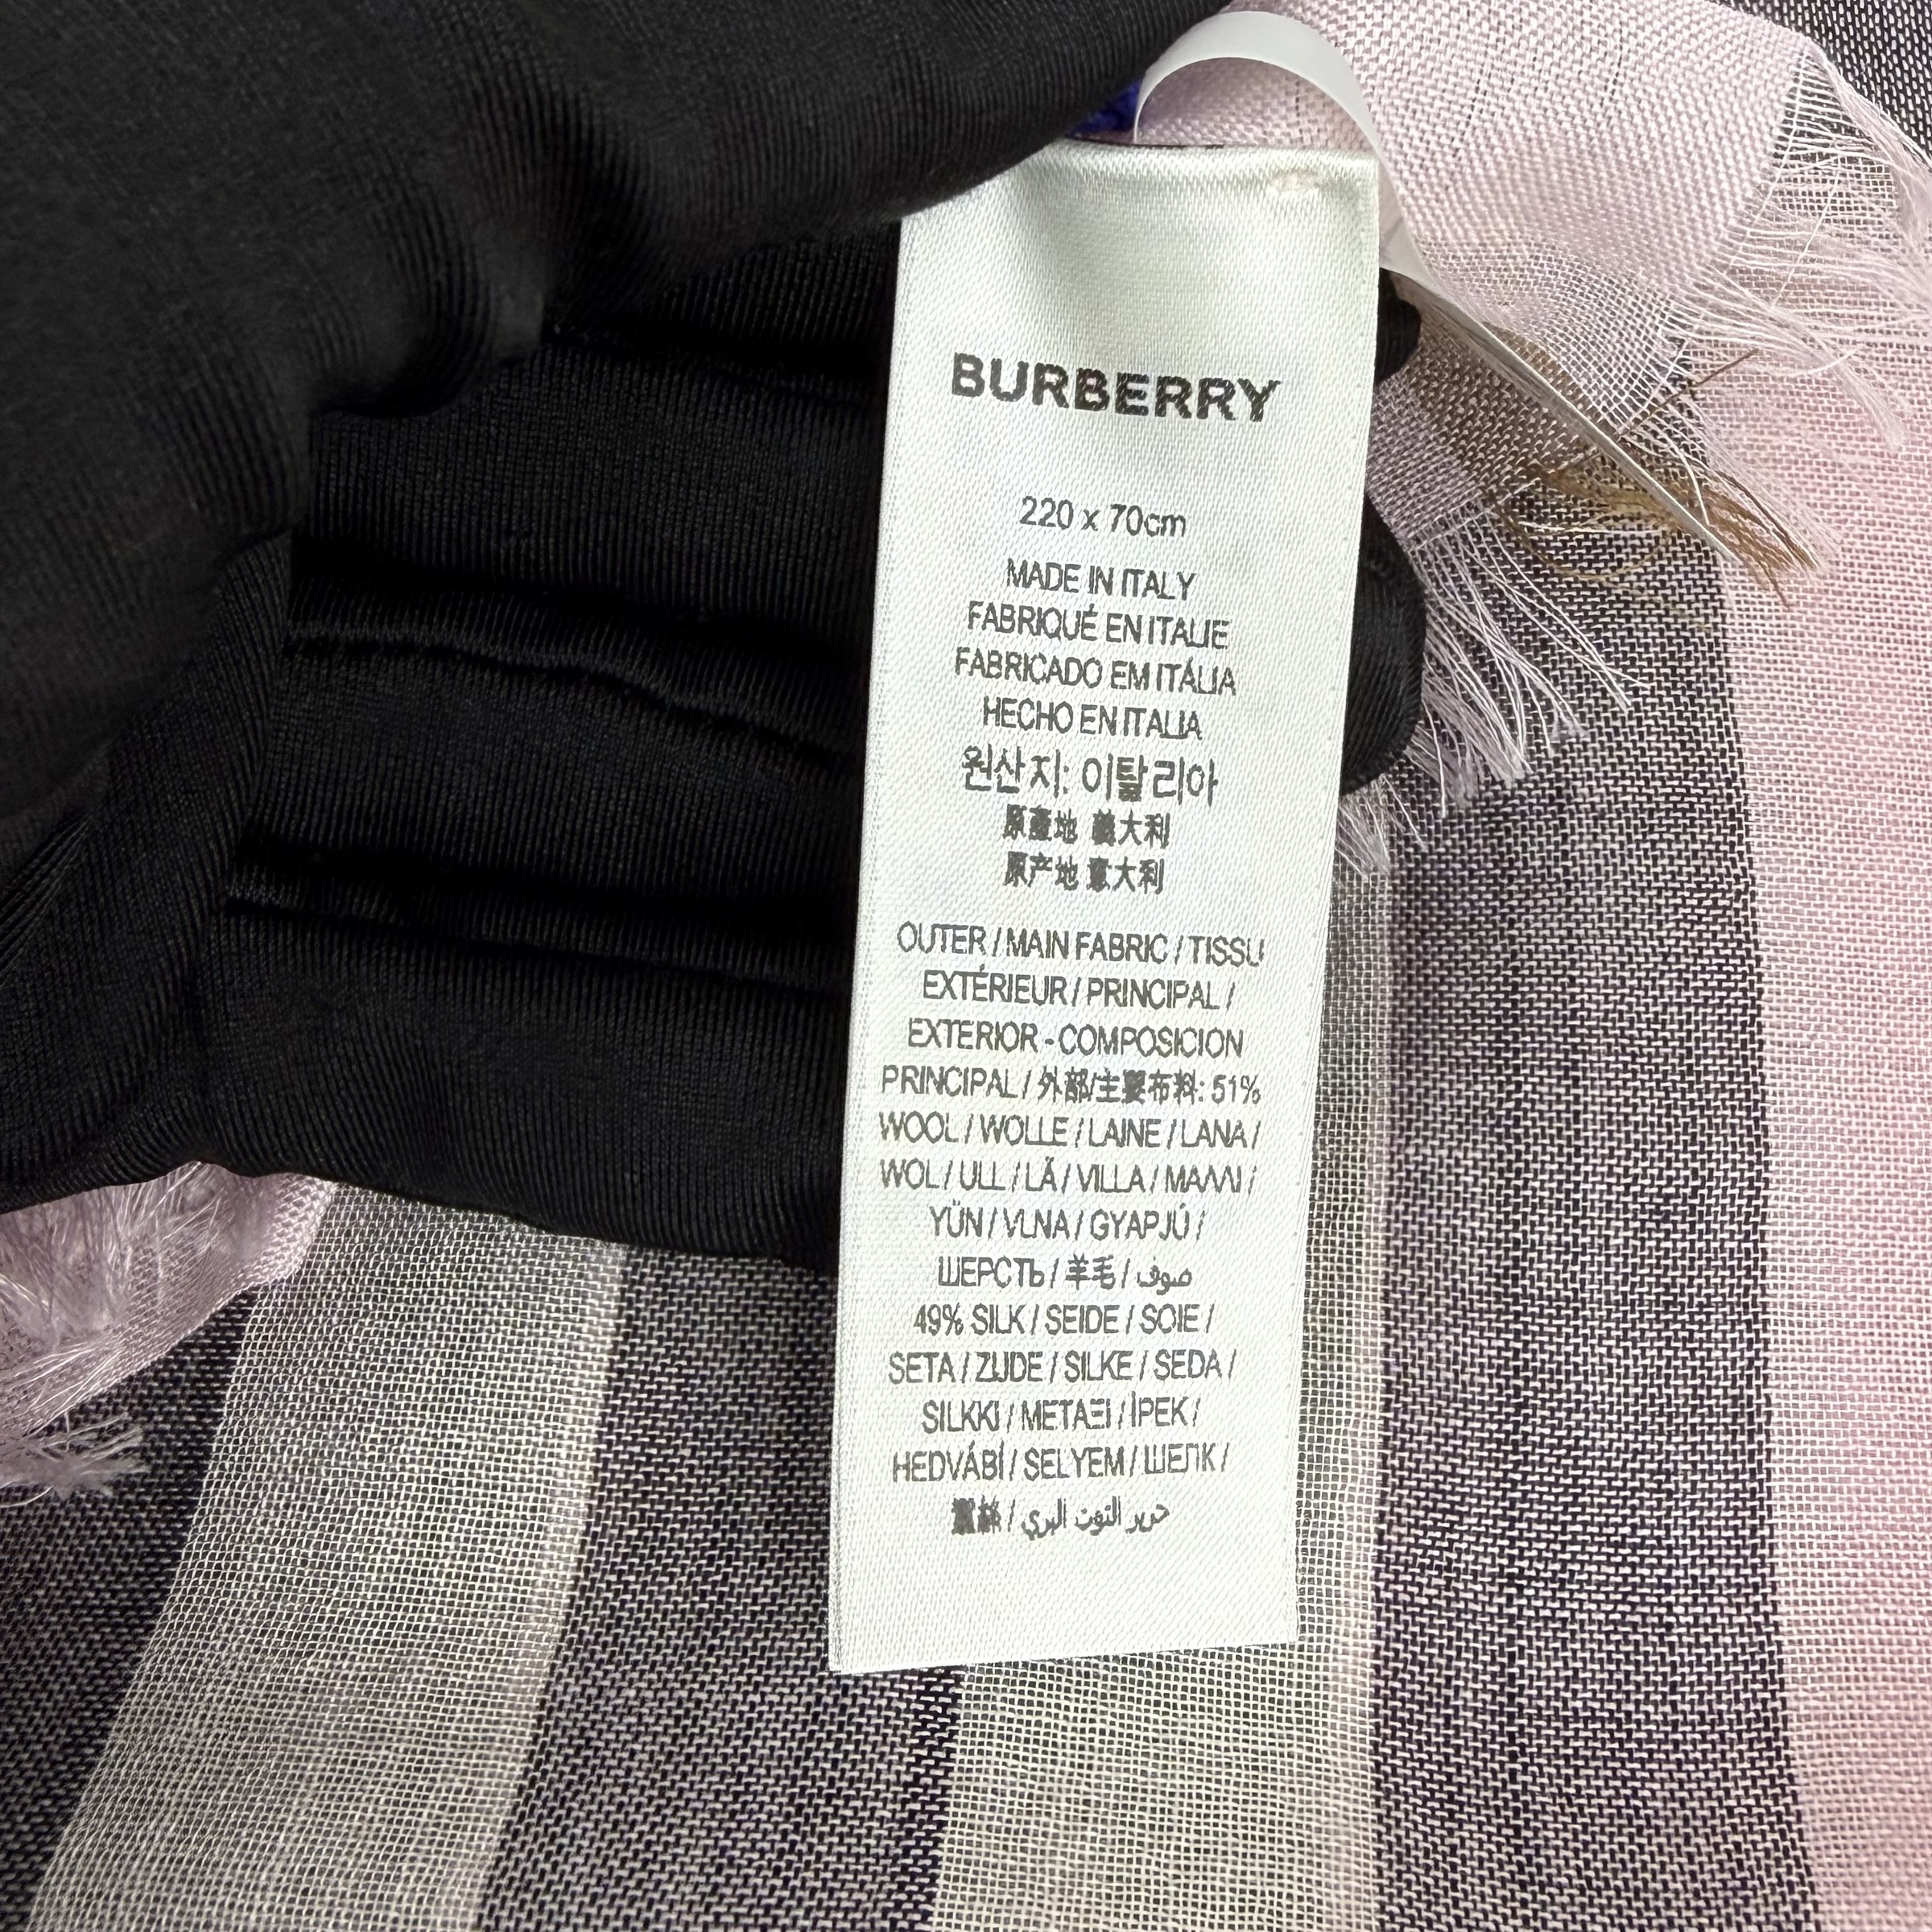 BURBERRY
220 x 70cm
MADE IN ITALY
FABRIQUÉ EN ITALIE
FABRICADO EM ITÁLIA
HECHO EN ITALIA
원산지: 이탈리아
原產地 義大利
原产地 意大利
OUTER / MAIN FABRIC / TISSU
EXTÉRIEUR / PRINCIPAL /
EXTERIOR - COMPOSICION
PRINCIPAL / 外部/主要布料: 51%
WOOL / WOLLE / LAINE / LANA /
WOL / ULL / LÃ / VILLA / ΜΑΛΛΙ /
YÜN / VLNA / GYAPJÚ /
ШЕРСТЬ / 羊毛 / صوف
49% SILK / SEIDE / SOIE /
SETA / ZIJDE / SILKE / SEDA /
SILKKI / ΜΕΤΑΞΙ / İPEK /
HEDVÁBÍ / SELYEM / ШЕЛК /
/ حرير التوت البري